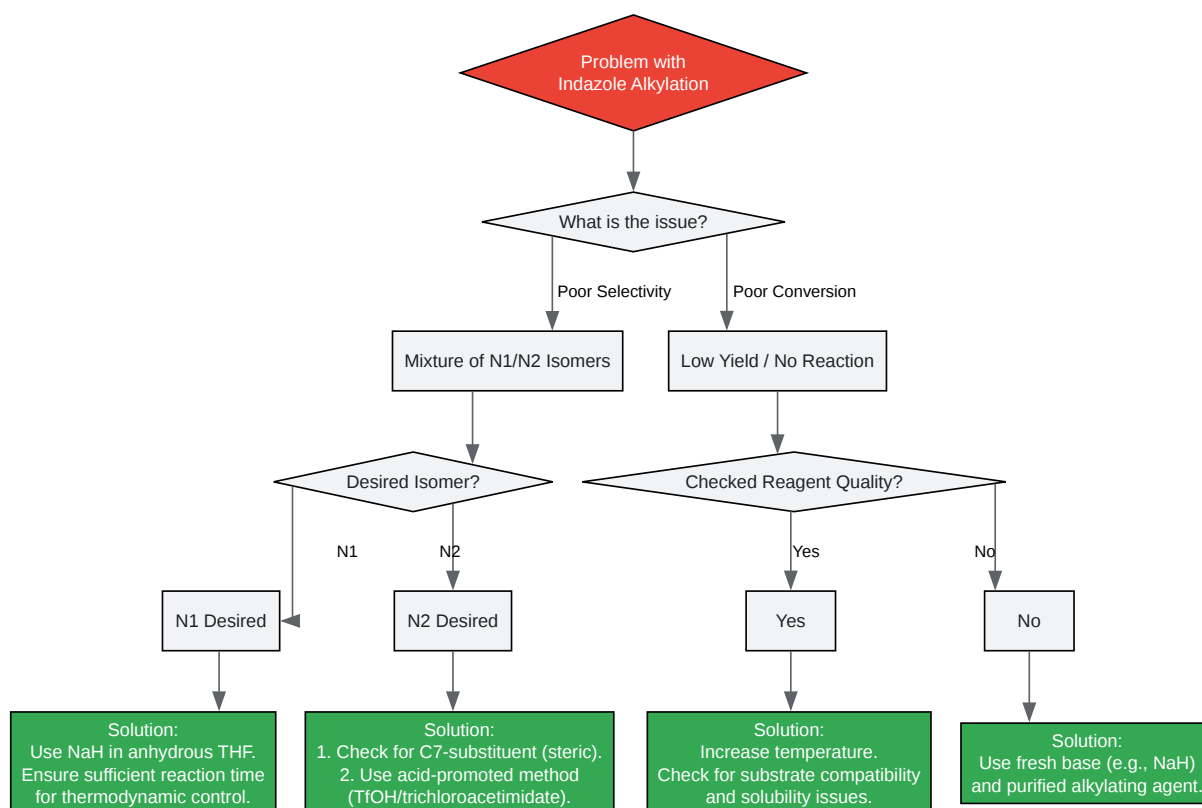 Problem with
Indazole Alkylation
What is the issue?
Poor Selectivity
Poor Conversion
Mixture of N1/N2 Isomers
Low Yield / No Reaction
Desired Isomer?
Checked Reagent Quality?
N1
N2
Yes
No
N1 Desired
N2 Desired
Yes
No
Solution:
Use NaH in anhydrous THF.
Ensure sufficient reaction time
for thermodynamic control.
Solution:
1. Check for C7-substituent (steric).
2. Use acid-promoted method
(TfOH/trichloroacetimidate).
Solution:
Increase temperature.
Check for substrate compatibility
and solubility issues.
Solution:
Use fresh base (e.g., NaH)
and purified alkylating agent.